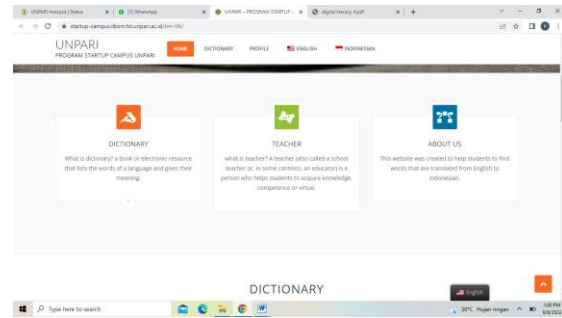 UNPARI Hotspot | Status
(1) WhatsApp
UNPARI – PROGRAM STARTUP
digital literacy 4.pdf
startup-campus.ilkom.fst.unpari.ac.id/km-06/
UNPARI
PROGRAM STARTUP CAMPUS UNPARI
HOME
DICTIONARY
PROFILE
ENGLISH
INDONESIAN
DICTIONARY
What is dictionary? a book or electronic resource
that lists the words of a language and gives their
meaning.
TEACHER
what is teacher? A teacher (also called a school
teacher or, in some contexts, an educator) is a
person who helps students to acquire knowledge,
competence or virtue.
ABOUT US
This website was created to help students to find
words that are translated from English to
Indonesian.
DICTIONARY
English
Type here to search
30°C Hujan ringan
1:00 PM